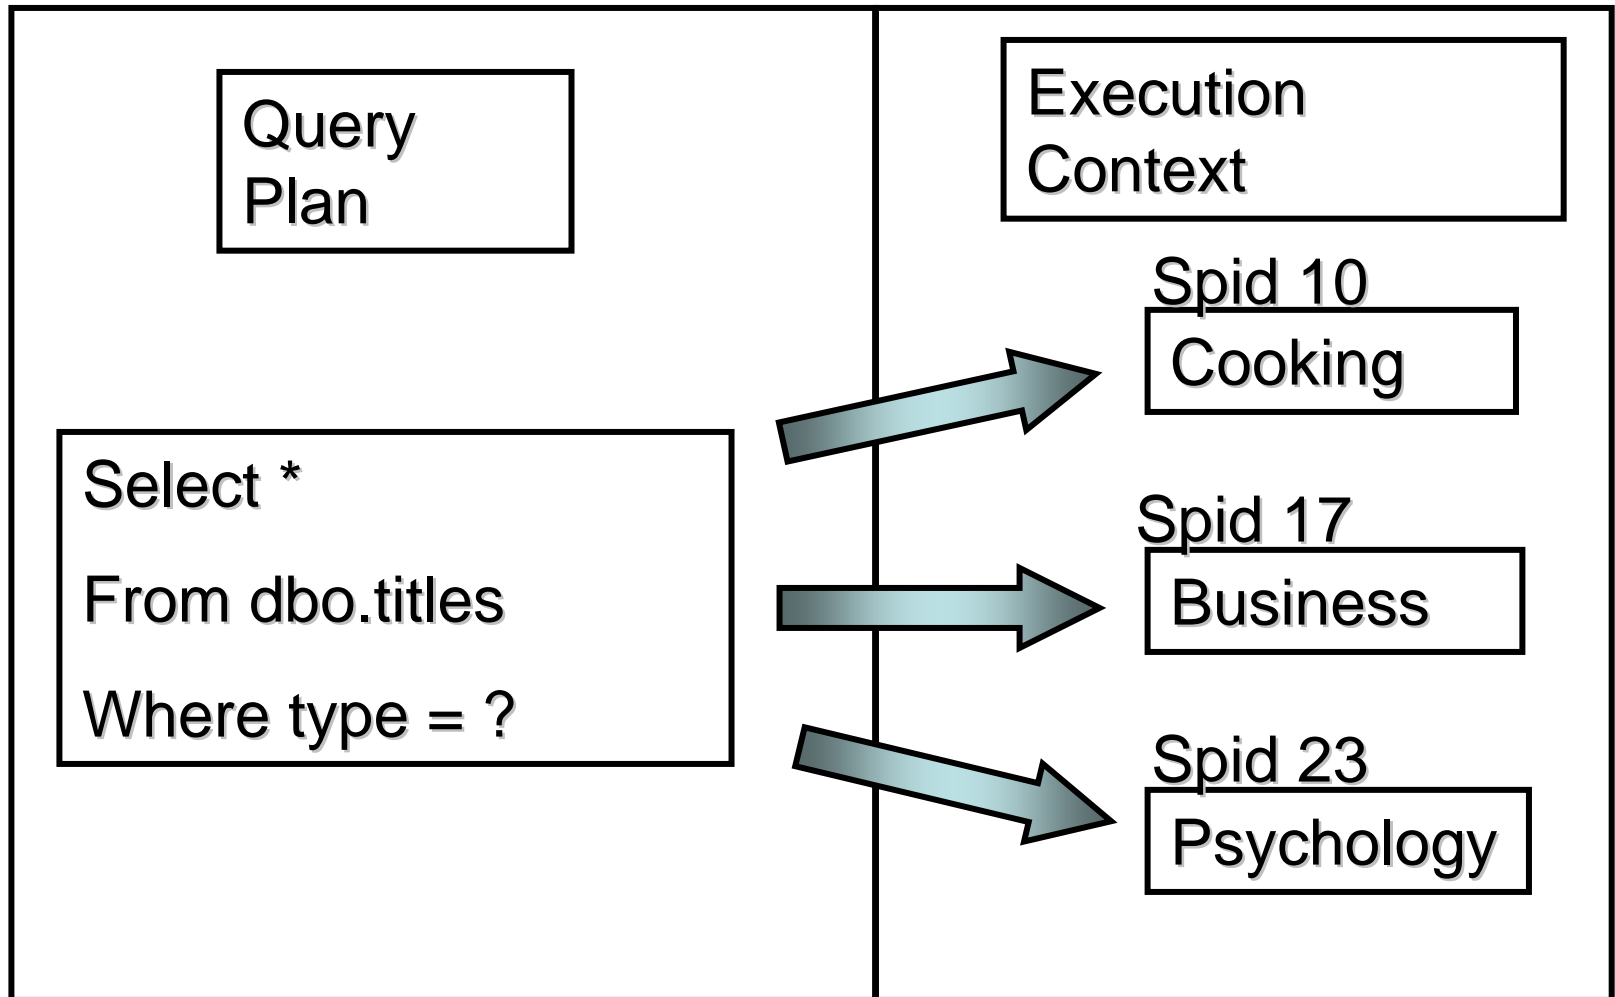 Query
Plan
Select *
From dbo.titles
Where type = ?
Execution
Context
Spid 10
Cooking
Spid 17
Business
Spid 23
Psychology